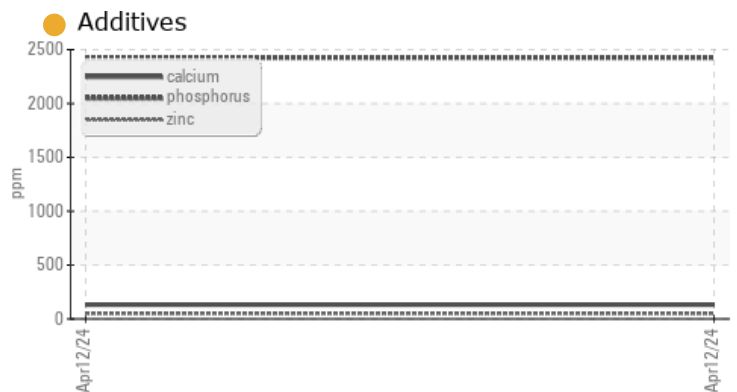 Additives
2500
2000
1500
1000
500
0
ppm
calcium
phosphorus
zinc
Apr12/24
Apr12/24